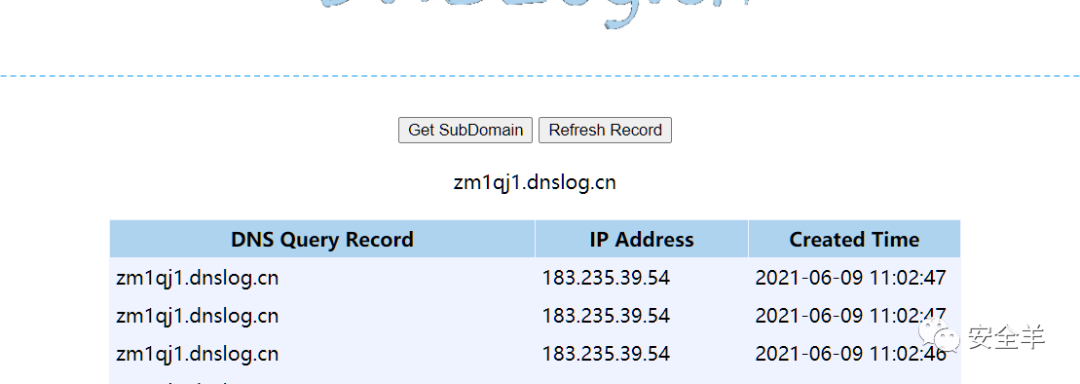 Get SubDomain Refresh Record
zm1qj1.dnslog.cn
DNS Query Record IP Address Created Time
zm1qj1.dnslog.cn 183.235.39.54 2021-06-09 11:02:47
zm1qj1.dnslog.cn 183.235.39.54 2021-06-09 11:02:47
zm1qj1.dnslog.cn 183.235.39.54 2021-06-09 11:02:46
安全羊